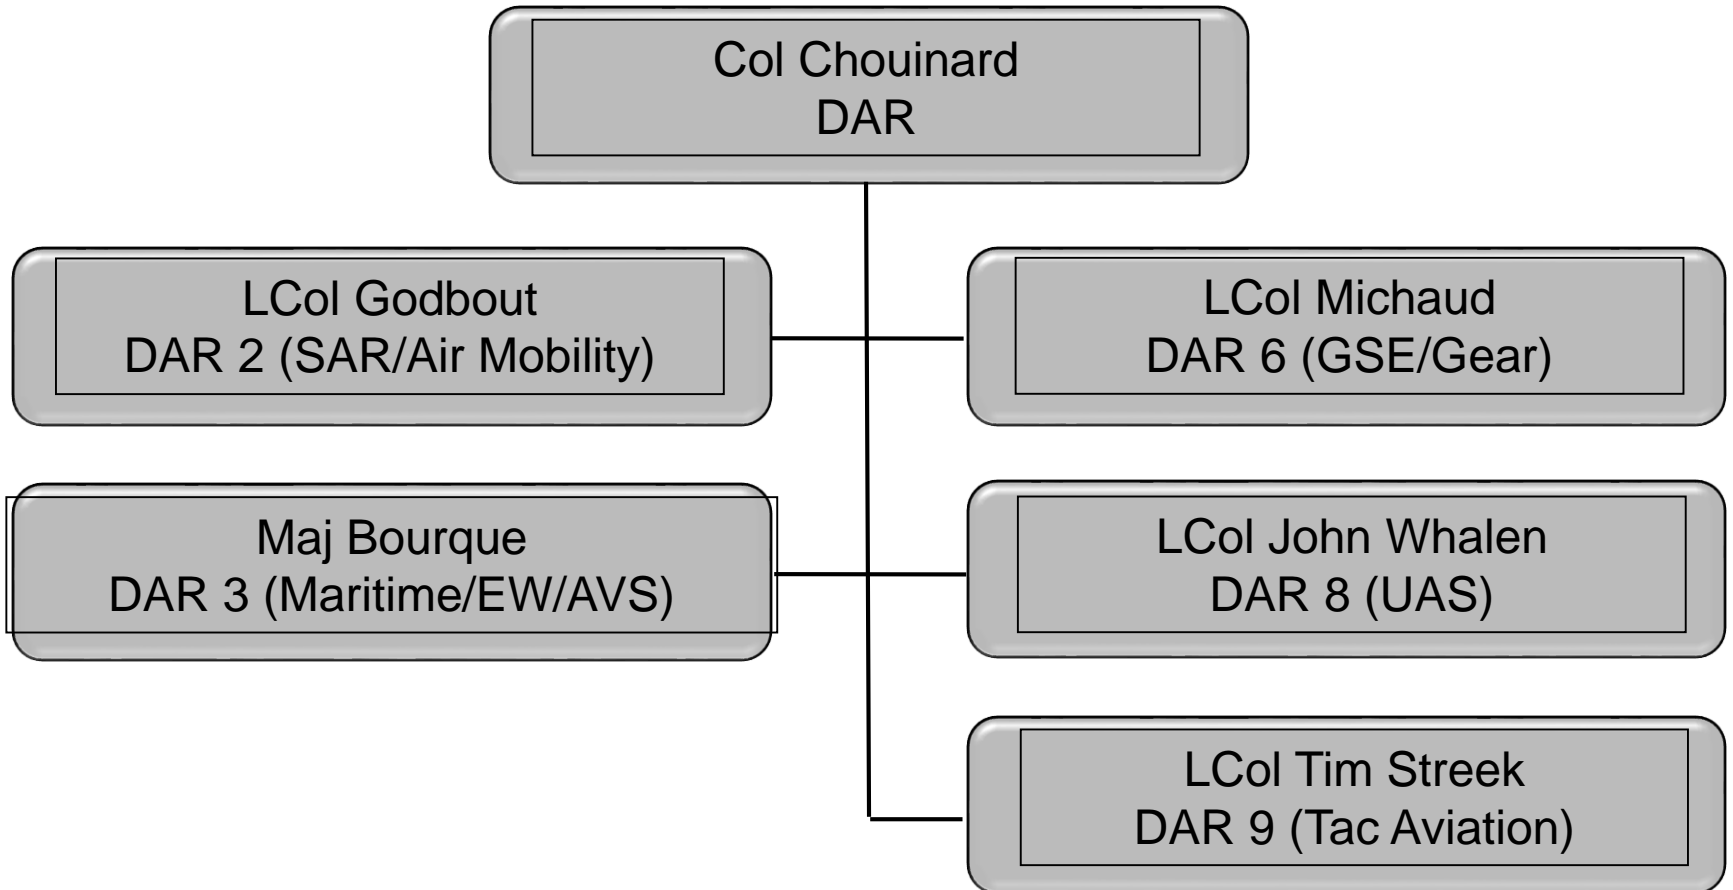 Col Chouinard
DAR
LCol Godbout
DAR 2 (SAR/Air Mobility)
LCol Michaud
DAR 6 (GSE/Gear)
Maj Bourque
DAR 3 (Maritime/EW/AVS)
LCol John Whalen
DAR 8 (UAS)
LCol Tim Streek
DAR 9 (Tac Aviation)